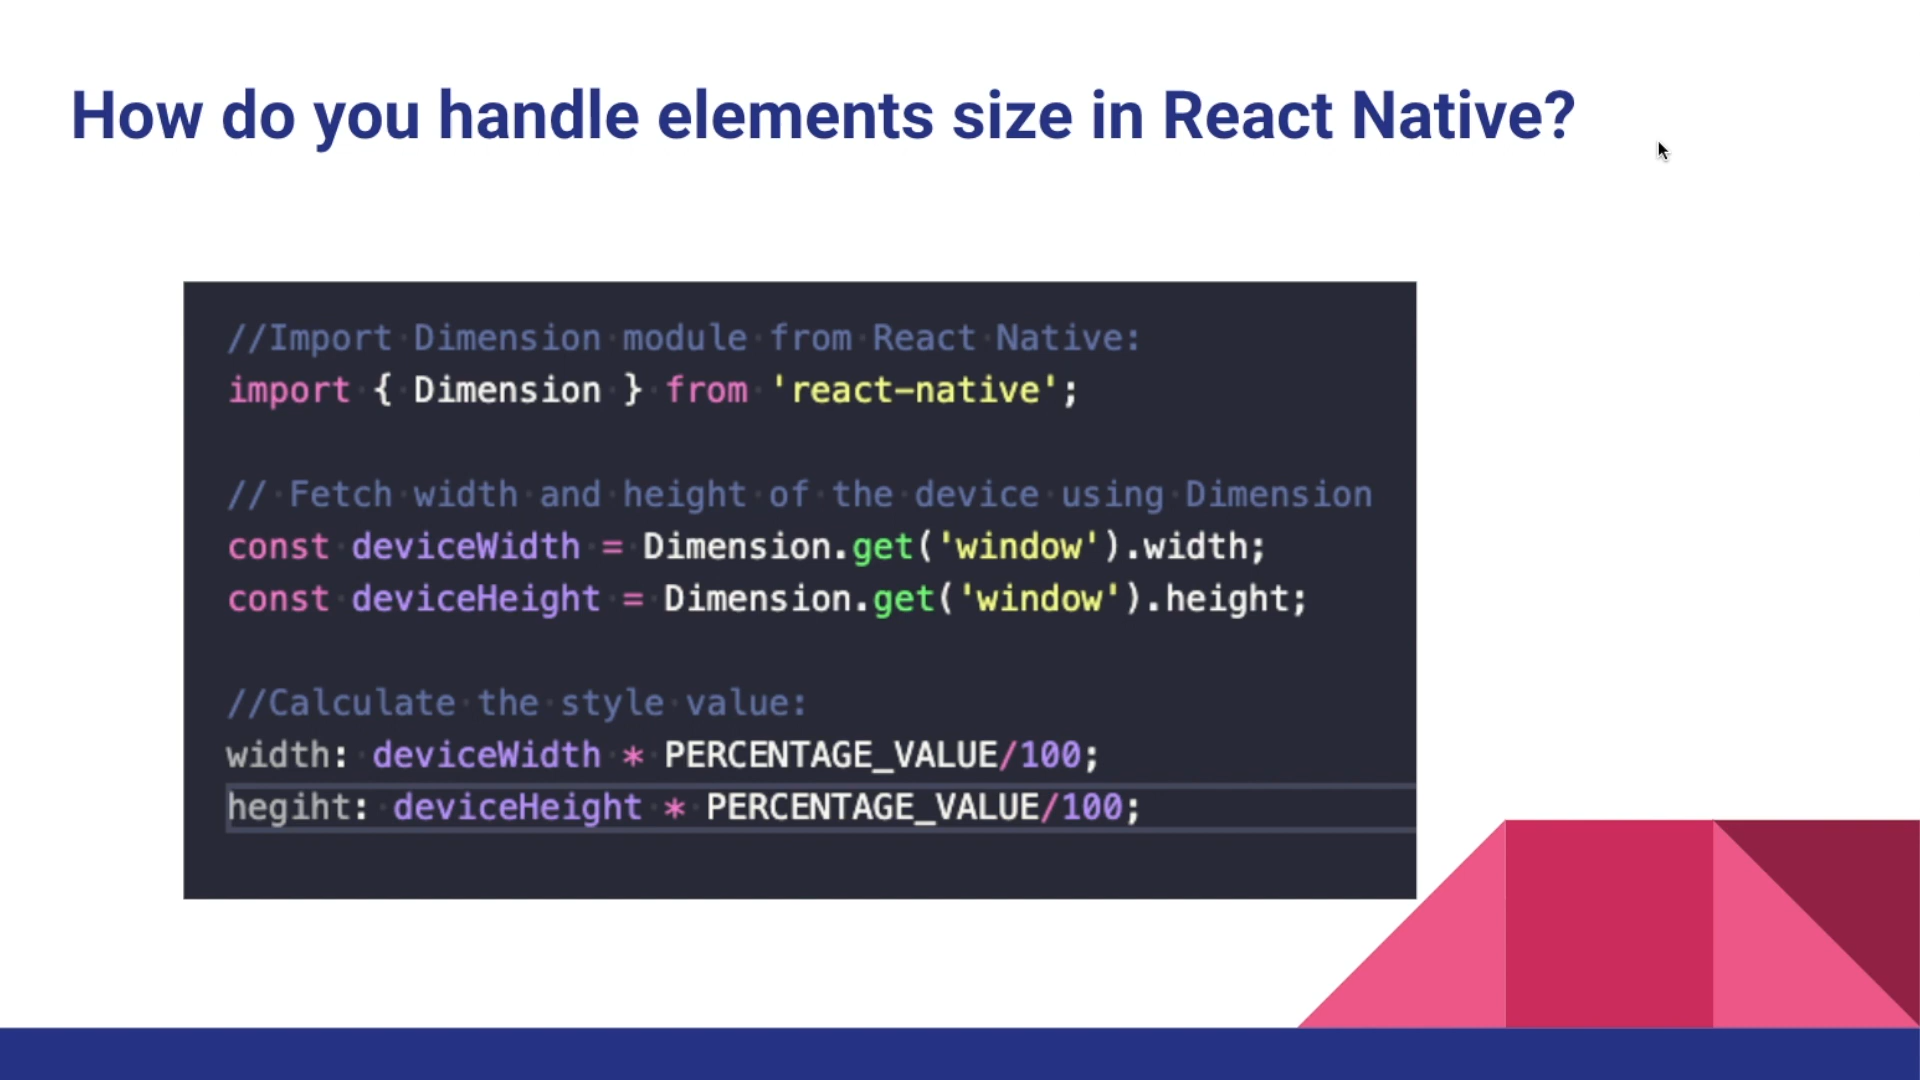 How do you handle elements size in React Native?
//Import Dimension module from React Native:
import { Dimension } from 'react-native';
// Fetch width and height of the device using Dimension
const deviceWidth = Dimension.get('window').width;
const deviceHeight = Dimension.get('window').height;
//Calculate the style value:
width: deviceWidth * PERCENTAGE_VALUE/100;
hegiht: deviceHeight * PERCENTAGE_VALUE/100;